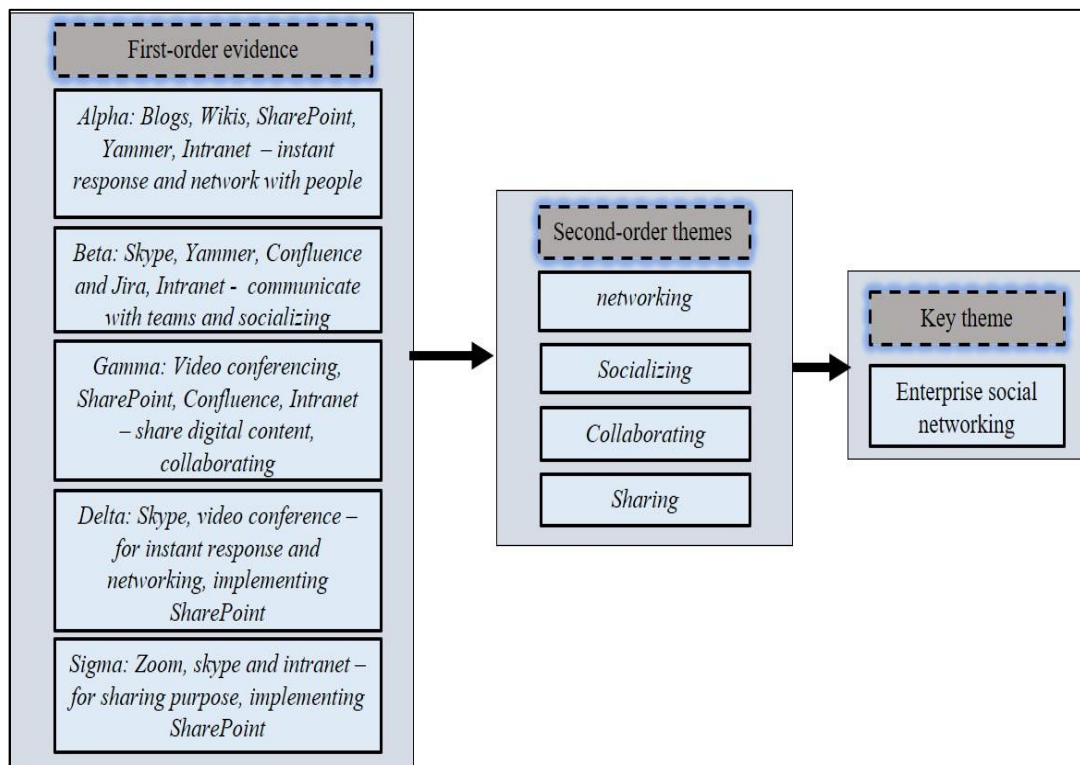 First-order evidence
Alpha: Blogs, Wikis, SharePoint,
Yammer, Intranet – instant
response and network with people
Beta: Skype, Yammer, Confluence
and Jira, Intranet - communicate
with teams and socializing
Gamma: Video conferencing,
SharePoint, Confluence, Intranet
– share digital content,
collaborating
Delta: Skype, video conference –
for instant response and
networking, implementing
SharePoint
Sigma: Zoom, skype and intranet –
for sharing purpose, implementing
SharePoint
Second-order themes
networking
Socializing
Collaborating
Sharing
Key theme
Enterprise social
networking